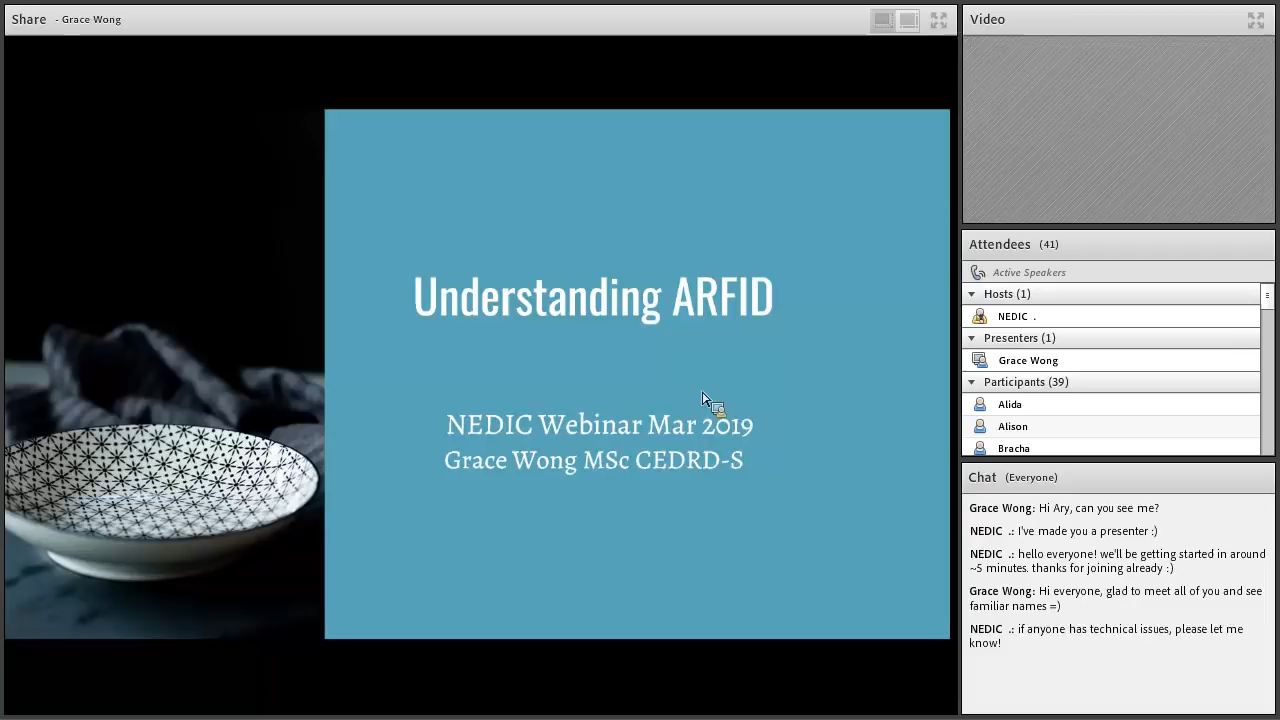 Share - Grace Wong
Understanding ARFID
NEDIC Webinar Mar 2019
Grace Wong MSc CEDRD-S
Video
Attendees (41)
Active Speakers
Hosts (1)
NEDIC .
Presenters (1)
Grace Wong
Participants (39)
Alida
Alison
Bracha
Chat (Everyone)
Grace Wong: Hi Ary, can you see me?
NEDIC .: I've made you a presenter :)
NEDIC .: hello everyone! we'll be getting started in around
~5 minutes. thanks for joining already :)
Grace Wong: Hi everyone, glad to meet all of you and see
familiar names =)
NEDIC .: if anyone has technical issues, please let me
know!